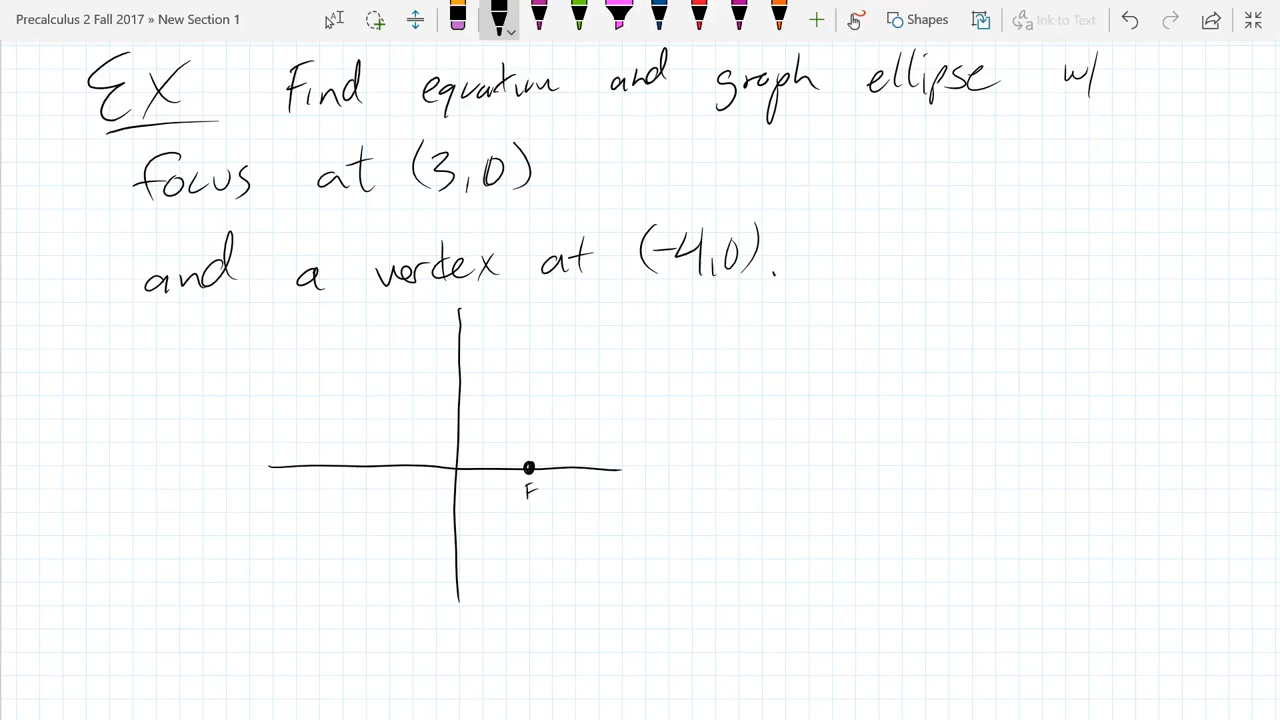 Precalculus 2 Fall 2017 › New Section 1
Shapes
Ink to Text
EX Find equation and graph ellipse w/
focus at (3,0)
and a vertex at (-4,0).
F